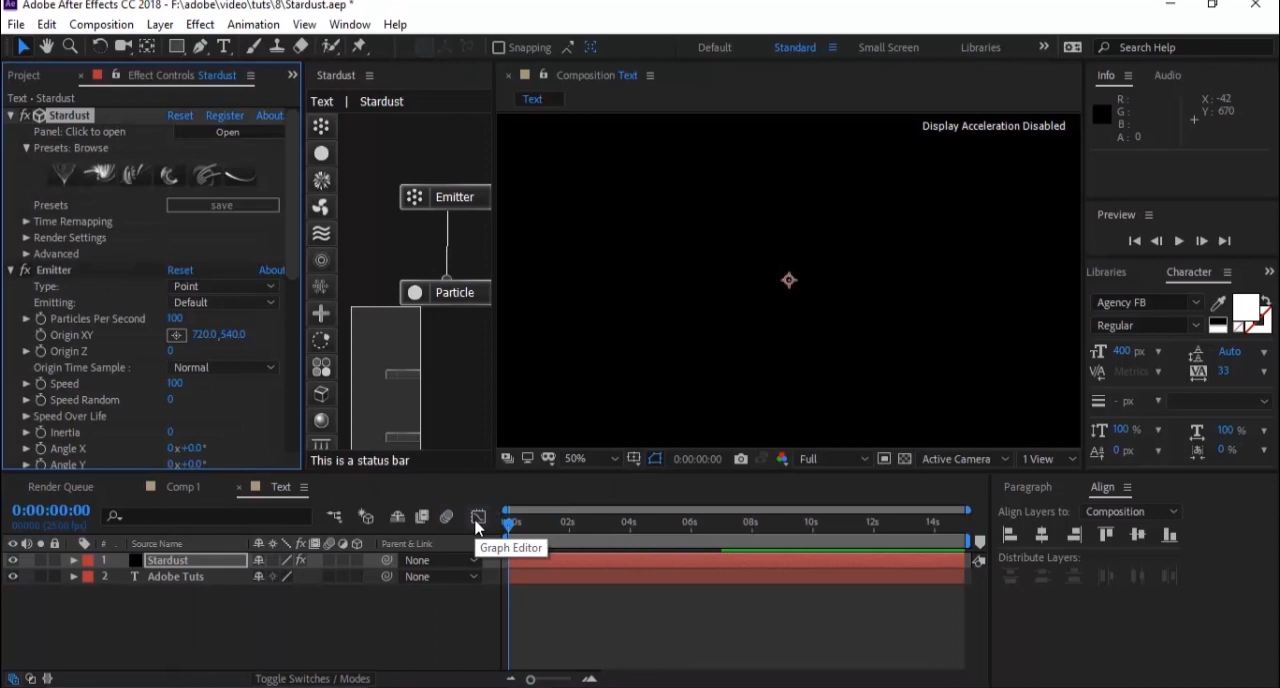 Adobe After Effects CC 2018 - F:\adobe\video\tuts\8\Stardust.aep *
File Edit Composition Layer Effect Animation View Window Help
Snapping Default Standard Small Screen Libraries Search Help
Project Effect Controls Stardust
Text • Stardust
fx Stardust Reset Register About
Panel: Click to open Open
Presets: Browse
Presets save
Time Remapping
Render Settings
Advanced
fx Emitter Reset About
Type: Point
Emitting: Default
Particles Per Second 100
Origin XY 720.0,540.0
Origin Z 0
Origin Time Sample : Normal
Speed 100
Speed Random 0
Speed Over Life
Inertia 0
Angle X 0x+0.0°
Angle Y 0x+0.0°
Stardust
Text | Stardust
Emitter
Particle
This is a status bar
Composition Text
Text
Display Acceleration Disabled
50% 0:00:00:00 Full Active Camera 1 View
Info Audio
R :
G :
B :
A : 0
X : -42
Y : 670
Preview
Libraries Character
Agency FB
Regular
400 px Auto
Metrics 33
- px
100 % 100 %
0 px 0 %
Render Queue Comp 1 Text
0:00:00:00
00000 (25.00 fps)
Graph Editor
:00s 02s 04s 06s 08s 10s 12s 14s
# . Source Name fx Parent & Link
1 Stardust fx None
2 T Adobe Tuts None
Toggle Switches / Modes
Paragraph Align
Align Layers to: Composition
Distribute Layers: